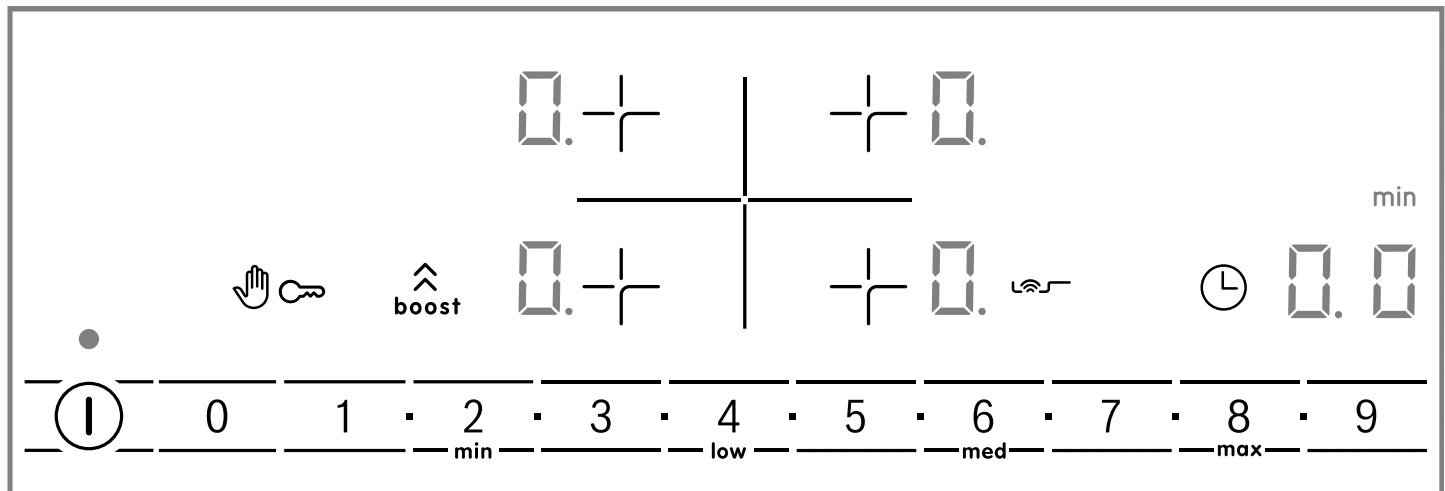 0. 0.
min
boost 0. 0. 0.0
0 1 · 2 · 3 · 4 · 5 · 6 · 7 · 8 · 9
min low med max